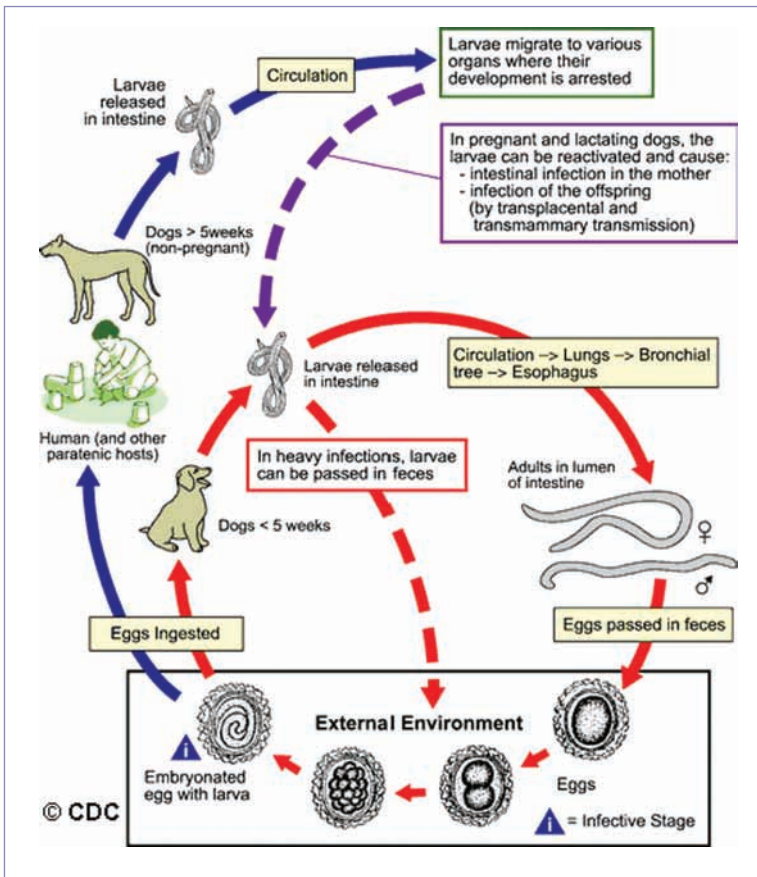 Larvae migrate to various
organs where their
development is arrested
Circulation
Larvae
released
in intestine
In pregnant and lactating dogs, the
larvae can be reactivated and cause:
- intestinal infection in the mother
- infection of the offspring
(by transplacental and
transmammary transmission)
Dogs > 5weeks
(non-pregnant)
Larvae released
in intestine
Circulation –> Lungs –> Bronchial
tree –> Esophagus
Human (and other
paratenic hosts)
In heavy infections, larvae
can be passed in feces
Adults in lumen
of intestine
♀
♂
Dogs < 5 weeks
Eggs Ingested
Eggs passed in feces
External Environment
i
Embryonated
egg with larva
Eggs
i = Infective Stage
© CDC